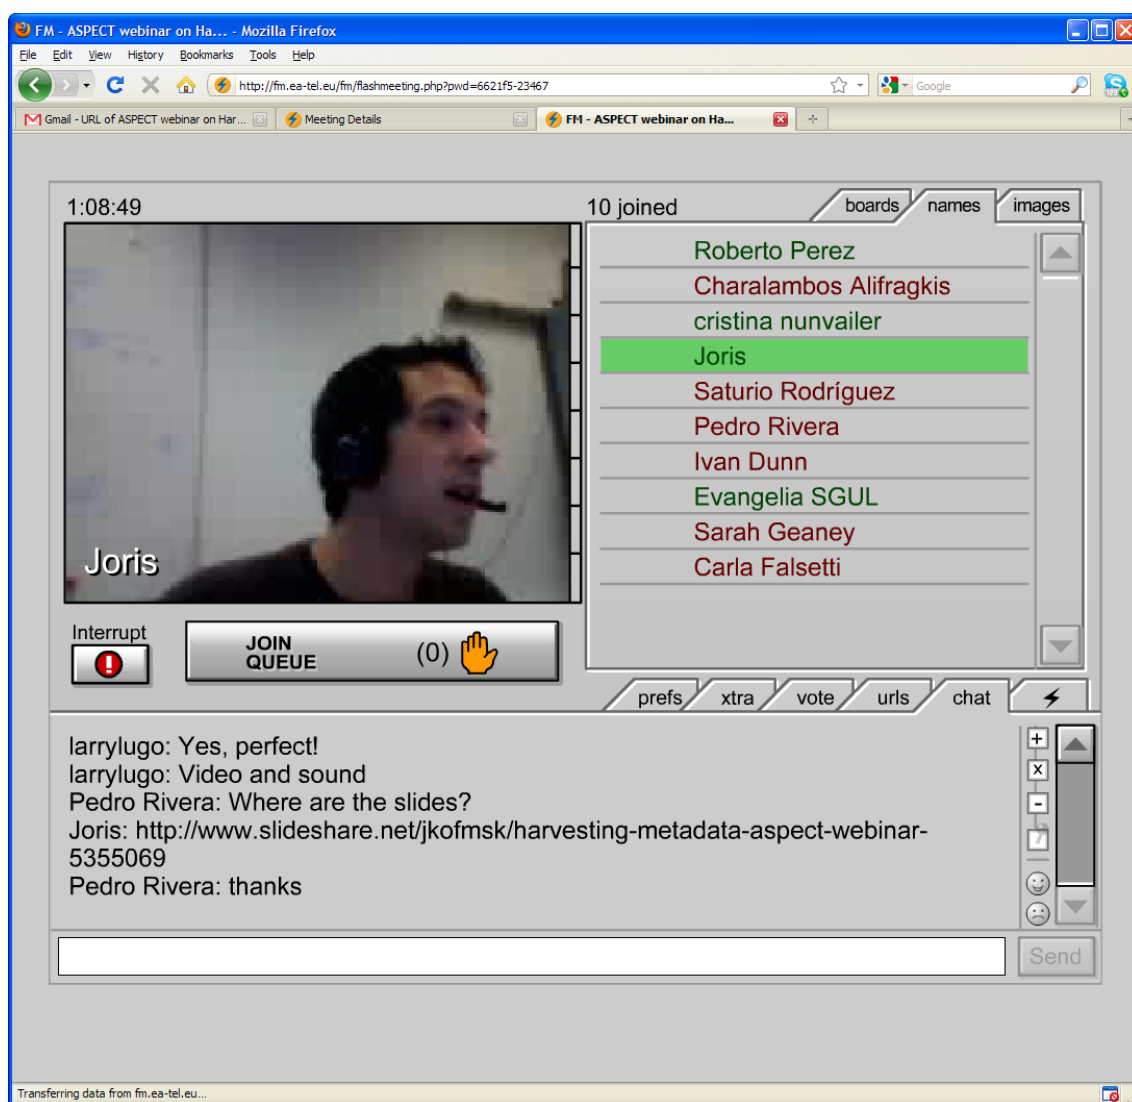 FM - ASPECT webinar on Ha... - Mozilla Firefox
File Edit View History Bookmarks Tools Help
http://fm.ea-tel.eu/fm/flashmeeting.php?pwd=6621f5-23467
Google
Gmail - URL of ASPECT webinar on Har...
Meeting Details
FM - ASPECT webinar on Ha...
1:08:49
10 joined
boards names images
Roberto Perez
Charalambos Alifragkis
cristina nunvailer
Joris
Saturio Rodríguez
Pedro Rivera
Ivan Dunn
Evangelia SGUL
Sarah Geaney
Carla Falsetti
Joris
Interrupt
JOIN
QUEUE
(0)
prefs xtra vote urls chat
larrylugo: Yes, perfect!
larrylugo: Video and sound
Pedro Rivera: Where are the slides?
Joris: http://www.slideshare.net/jkofmsk/harvesting-metadata-aspect-webinar-
5355069
Pedro Rivera: thanks
Send
Transferring data from fm.ea-tel.eu...